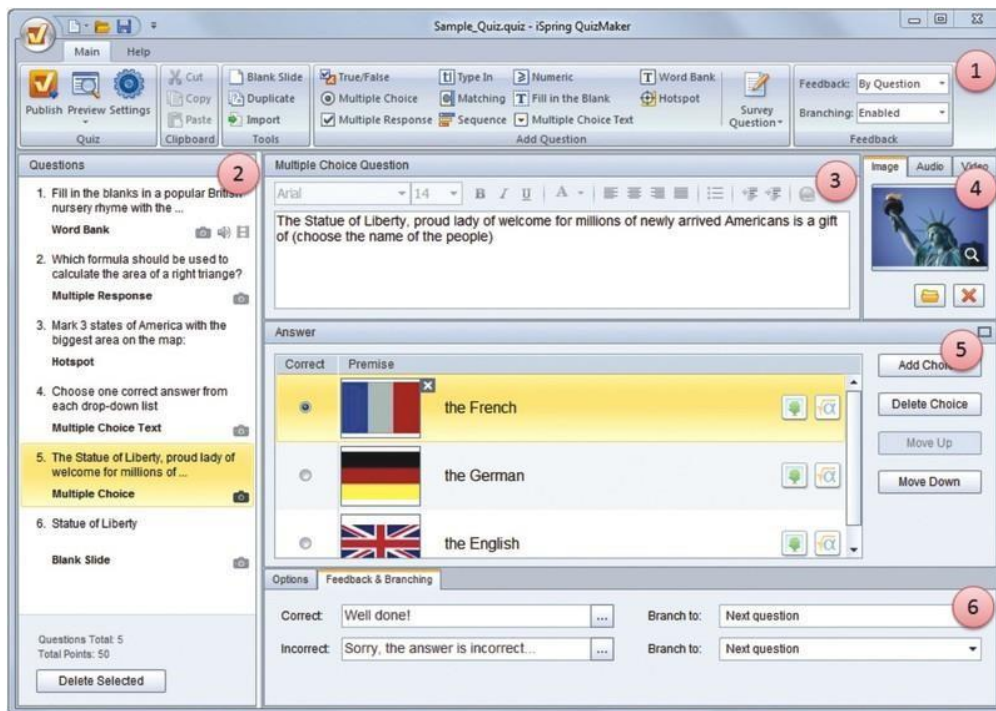 Sample_Quiz.quiz - iSpring QuizMaker
Main Help
Publish Preview Settings
Quiz
Cut
Copy
Paste
Clipboard
Blank Slide
Duplicate
Import
Tools
True/False
Multiple Choice
Multiple Response
Type In
Matching
Sequence
Numeric
Fill in the Blank
Multiple Choice Text
Word Bank
Hotspot
Survey
Question
Add Question
Feedback: By Question
Branching: Enabled
Feedback
1
Questions
2
1. Fill in the blanks in a popular British
nursery rhyme with the ...
Word Bank
2. Which formula should be used to
calculate the area of a right triange?
Multiple Response
3. Mark 3 states of America with the
biggest area on the map:
Hotspot
4. Choose one correct answer from
each drop-down list
Multiple Choice Text
5. The Statue of Liberty, proud lady of
welcome for millions of ...
Multiple Choice
6. Statue of Liberty
Blank Slide
Questions Total: 5
Total Points: 50
Delete Selected
Multiple Choice Question
Arial 14 B I U A
3
The Statue of Liberty, proud lady of welcome for millions of newly arrived Americans is a gift
of (choose the name of the people)
Image Audio Video
4
Answer
Correct Premise
the French
the German
the English
5
Add Choice
Delete Choice
Move Up
Move Down
Options Feedback & Branching
Correct: Well done! ... Branch to: Next question
6
Incorrect: Sorry, the answer is incorrect... ... Branch to: Next question